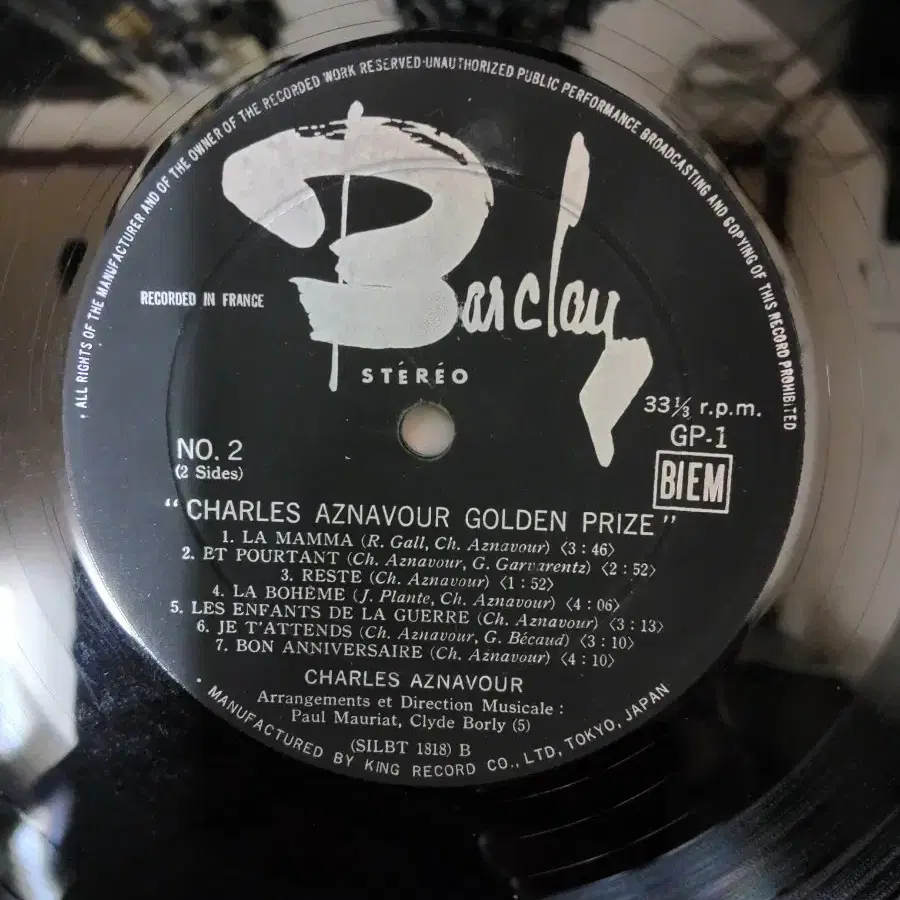 • ALL RIGHTS OF THE MANUFACTURER AND OF THE OWNER OF THE RECORDED WORK RESERVED-UNAUTHORIZED PUBLIC PERFORMANCE BROADCASTING AND COPYING OF THIS RECORD PROHIBITED
Barclay
RECORDED IN FRANCE
STÉRÉO
33 1/3 r.p.m.
GP-1
BIEM
NO. 2
(2 Sides)
"CHARLES AZNAVOUR GOLDEN PRIZE"
1. LA MAMMA (R. Gall, Ch. Aznavour) 〈3 : 46〉
2. ET POURTANT (Ch. Aznavour, G. Garvarentz) 〈2 : 52〉
3. RESTE (Ch. Aznavour) 〈1 : 52〉
4. LA BOHÈME (J. Plante, Ch. Aznavour) 〈4 : 06〉
5. LES ENFANTS DE LA GUERRE (Ch. Aznavour) 〈3 : 13〉
6. JE T'ATTENDS (Ch. Aznavour, G. Bécaud) 〈3 : 10〉
7. BON ANNIVERSAIRE (Ch. Aznavour) 〈4 : 10〉
CHARLES AZNAVOUR
Arrangements et Direction Musicale :
Paul Mauriat, Clyde Borly (5)
(SILBT 1818) B
• MANUFACTURED BY KING RECORD CO., LTD, TOKYO, JAPAN